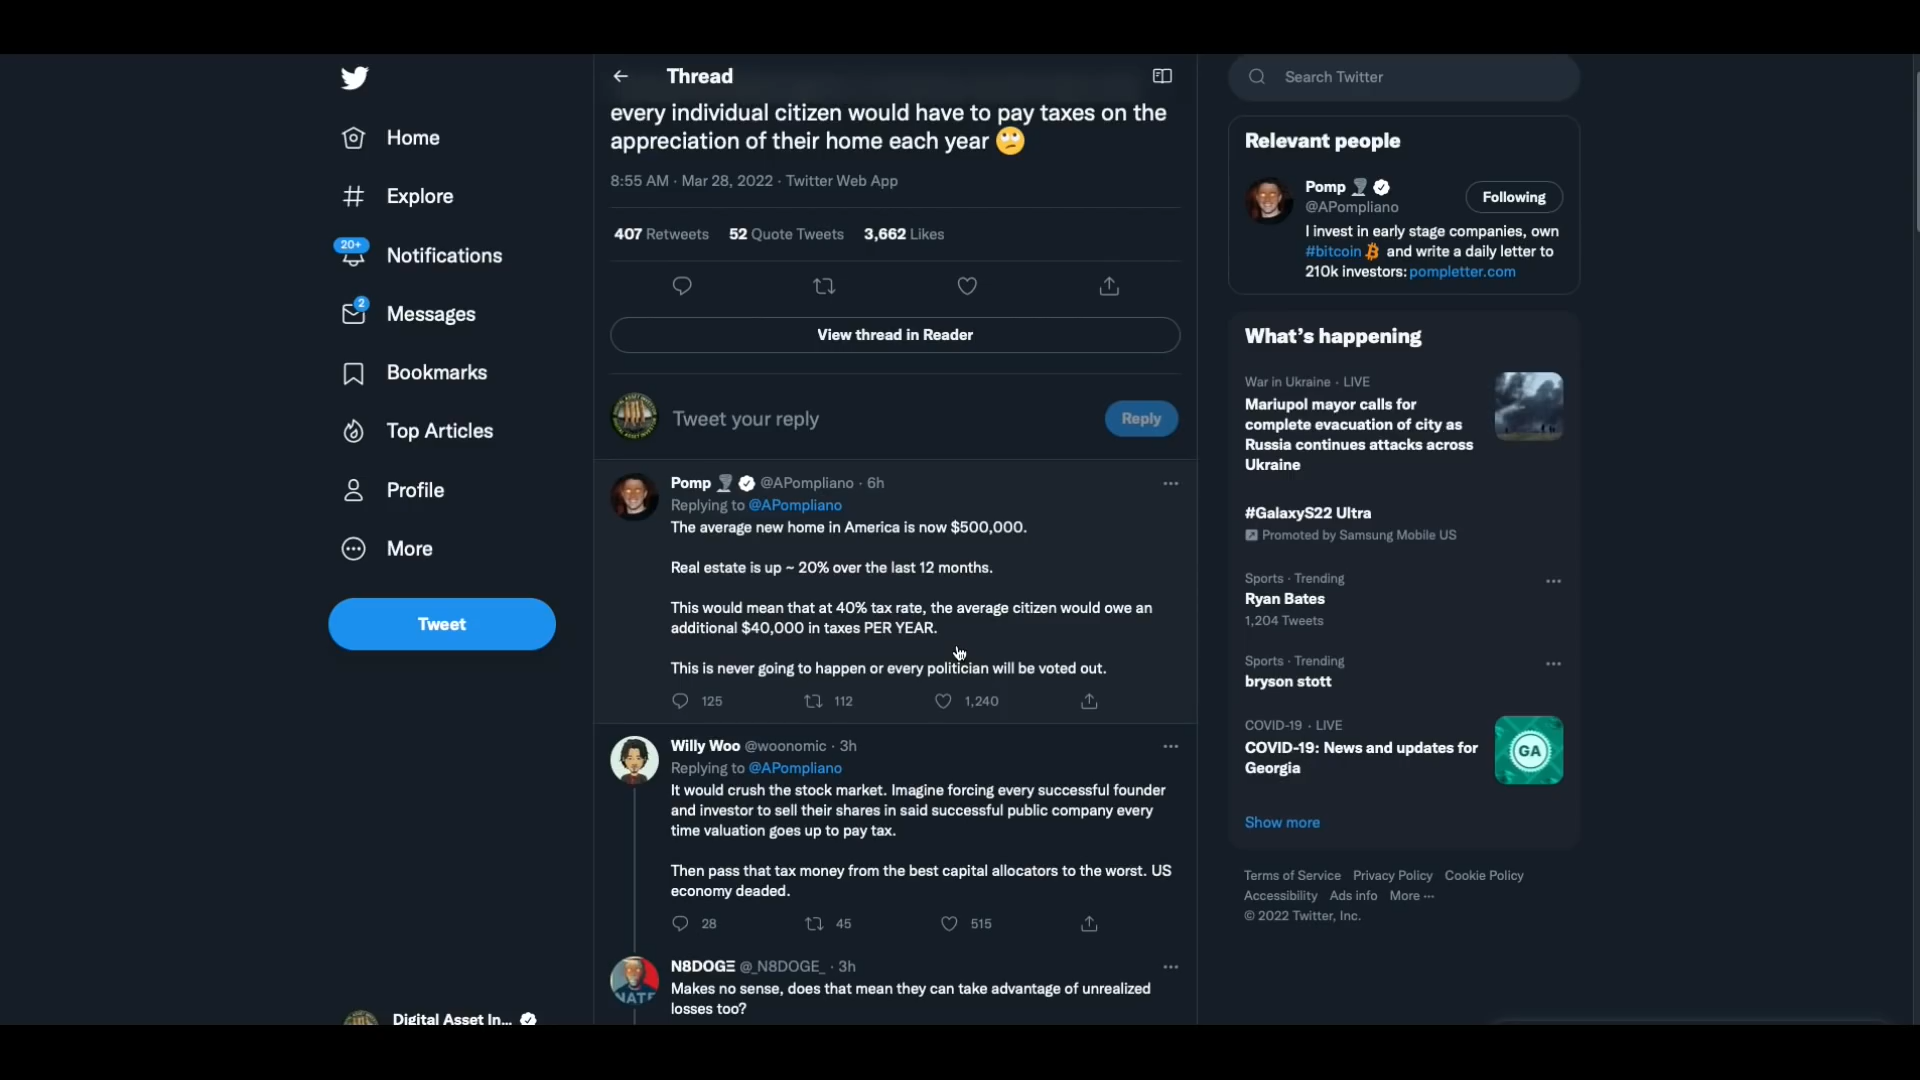 Home
Explore
20+
Notifications
2
Messages
Bookmarks
Top Articles
Profile
More
Tweet
Digital Asset In...
Thread
every individual citizen would have to pay taxes on the
appreciation of their home each year 🙄
8:55 AM · Mar 28, 2022 · Twitter Web App
407 Retweets 52 Quote Tweets 3,662 Likes
View thread in Reader
Tweet your reply
Reply
Pomp 🌪 @APompliano · 6h
Replying to @APompliano
The average new home in America is now $500,000.
Real estate is up ~ 20% over the last 12 months.
This would mean that at 40% tax rate, the average citizen would owe an
additional $40,000 in taxes PER YEAR.
This is never going to happen or every politician will be voted out.
125 112 1,240
Willy Woo @woonomic · 3h
Replying to @APompliano
It would crush the stock market. Imagine forcing every successful founder
and investor to sell their shares in said successful public company every
time valuation goes up to pay tax.
Then pass that tax money from the best capital allocators to the worst. US
economy deaded.
28 45 515
NATE
N8DOGΞ @_N8DOGE_ · 3h
Makes no sense, does that mean they can take advantage of unrealized
losses too?
Search Twitter
Relevant people
Pomp 🌪
@APompliano
Following
I invest in early stage companies, own
#bitcoin and write a daily letter to
210k investors: pompletter.com
What's happening
War in Ukraine · LIVE
Mariupol mayor calls for
complete evacuation of city as
Russia continues attacks across
Ukraine
#GalaxyS22 Ultra
Promoted by Samsung Mobile US
Sports · Trending
Ryan Bates
1,204 Tweets
Sports · Trending
bryson stott
COVID-19 · LIVE
COVID-19: News and updates for
Georgia
GA
Show more
Terms of Service Privacy Policy Cookie Policy
Accessibility Ads info More ···
© 2022 Twitter, Inc.